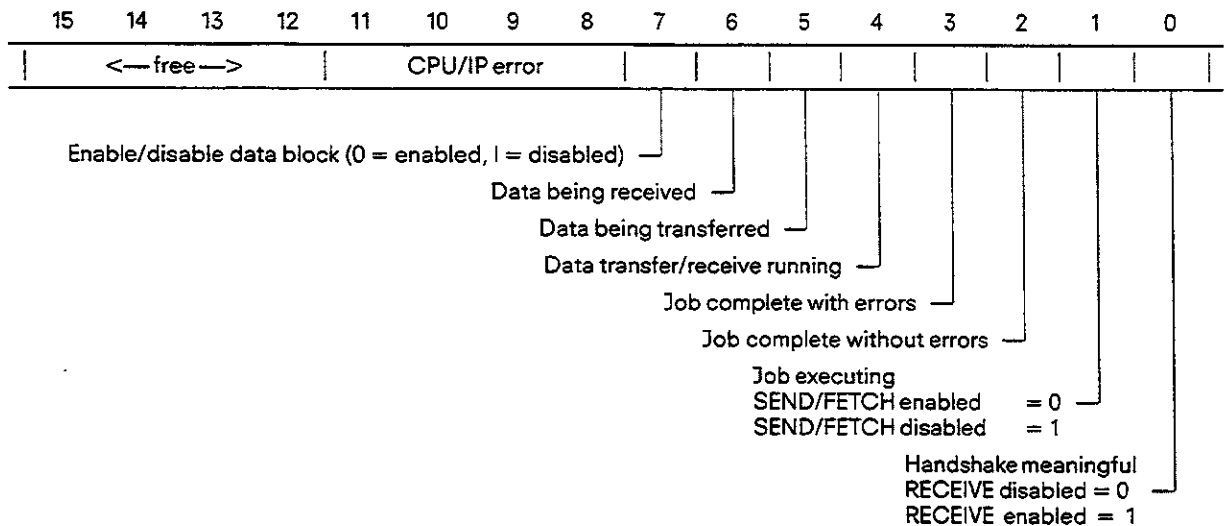 15 14 13 12 11 10 9 8 7 6 5 4 3 2 1 0
<—free—> CPU/IP error
Enable/disable data block (0 = enabled, I = disabled)
Data being received
Data being transferred
Data transfer/receive running
Job complete with errors
Job complete without errors
Job executing
SEND/FETCH enabled = 0
SEND/FETCH disabled = 1
Handshake meaningful
RECEIVE disabled = 0
RECEIVE enabled = 1